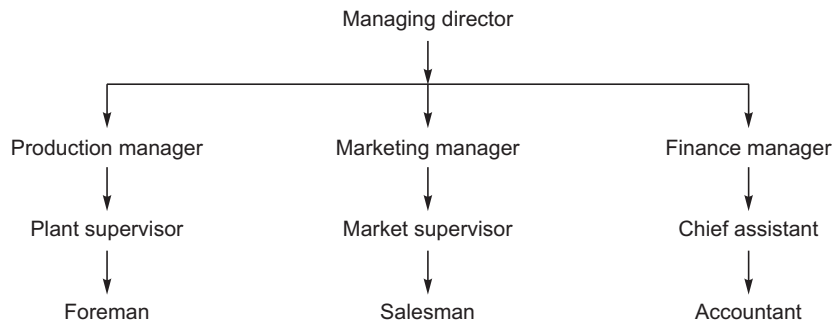 Managing director
Production manager
Marketing manager
Finance manager
Plant supervisor
Market supervisor
Chief assistant
Foreman
Salesman
Accountant